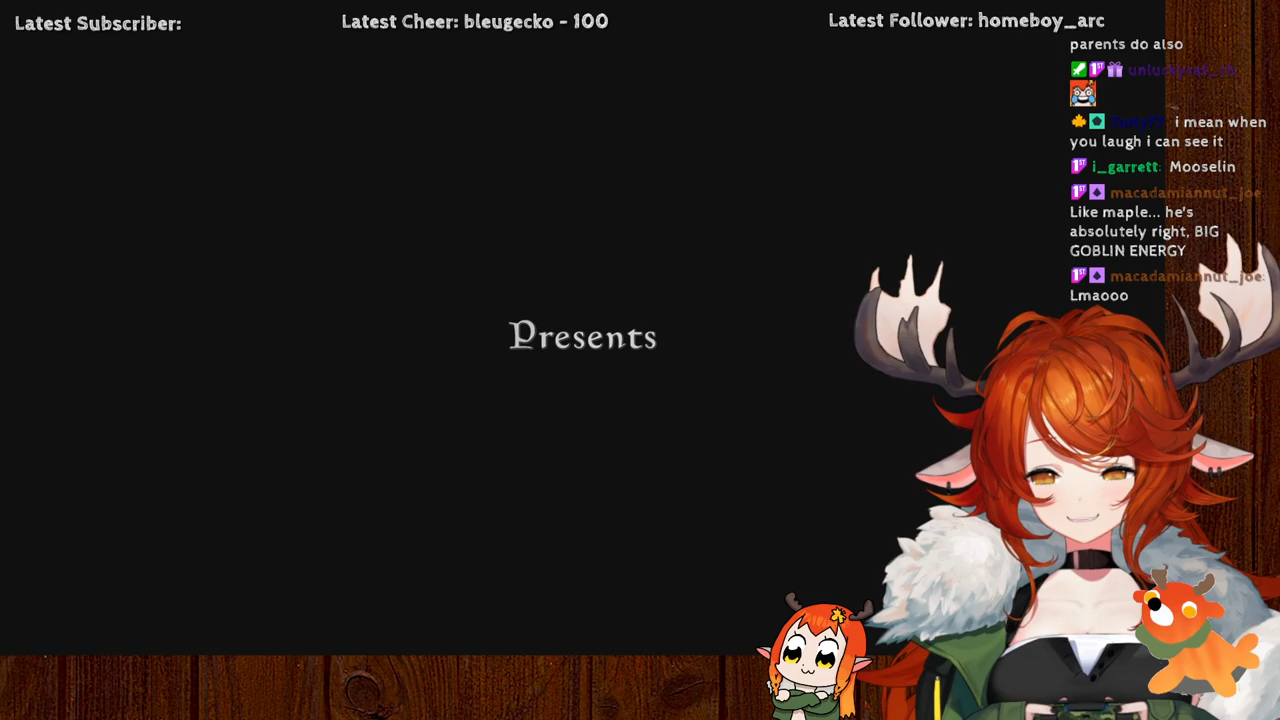 Latest Subscriber:
Latest Cheer: bleugecko - 100
Latest Follower: homeboy_arc
parents do also
i mean when
you laugh i can see it
i_garrett: Mooselin
macadamiannut_joe:
Like maple... he's
absolutely right, BIG
GOBLIN ENERGY
macadamiannut_joe:
Lmaooo
Presents